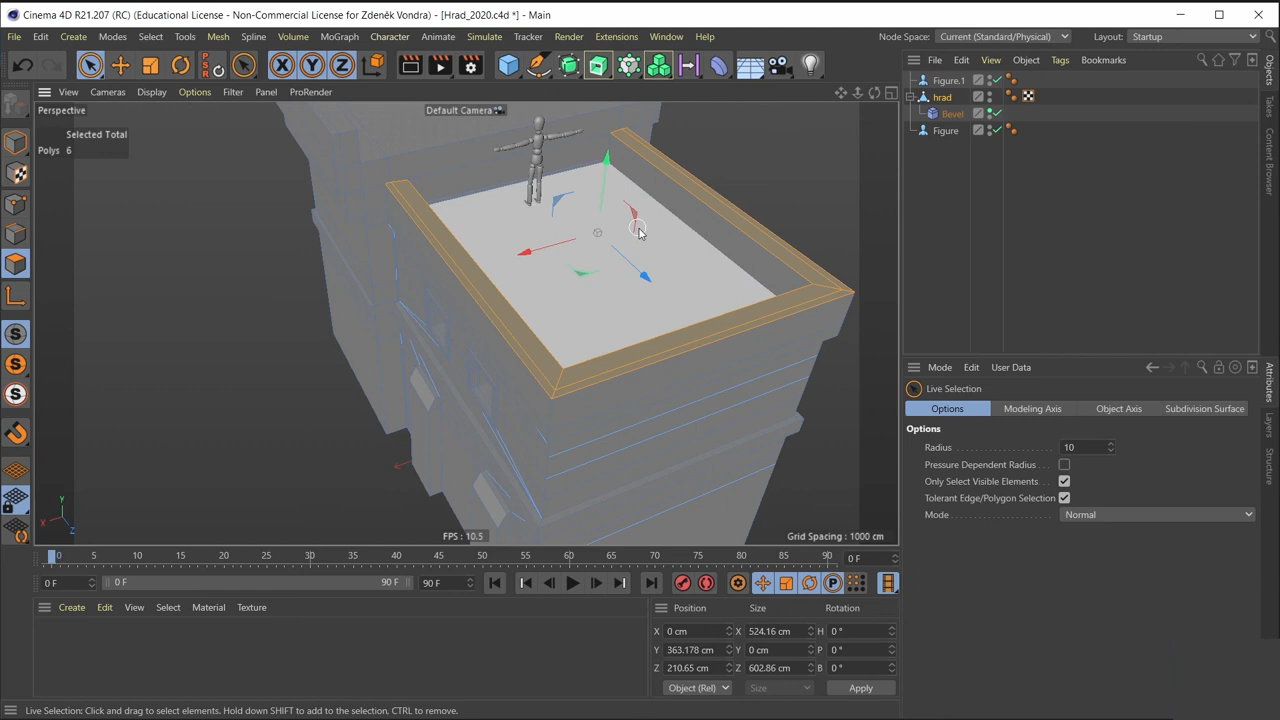 Cinema 4D R21.207 (RC) (Educational License - Non-Commercial License for Zdeněk Vondra) - [Hrad_2020.c4d *] - Main
File Edit Create Modes Select Tools Mesh Spline Volume MoGraph Character Animate Simulate Tracker Render Extensions Window Help Node Space: Current (Standard/Physical) Layout: Startup
X Y Z
View Cameras Display Options Filter Panel ProRender
File Edit View Object Tags Bookmarks
Perspective
Default Camera
Figure.1
Selected Total
hrad
Polys 6
Bevel
Figure
Objects
Takes
Content Browser
Mode Edit User Data
Live Selection
Options Modeling Axis Object Axis Subdivision Surface
Options
Radius 10
Pressure Dependent Radius
Only Select Visible Elements
Tolerant Edge/Polygon Selection
Mode Normal
Attributes
Layers
Structure
Y
X
Z
FPS : 10.5
Grid Spacing : 1000 cm
0 5 10 15 20 25 30 35 40 45 50 55 60 65 70 75 80 85 90 0 F
0 F 0 F 90 F 90 F
Create Edit View Select Material Texture
Position Size Rotation
X 0 cm X 524.16 cm H 0 °
Y 363.178 cm Y 0 cm P 0 °
Z 210.65 cm Z 602.86 cm B 0 °
Object (Rel) Size Apply
Live Selection: Click and drag to select elements. Hold down SHIFT to add to the selection, CTRL to remove.